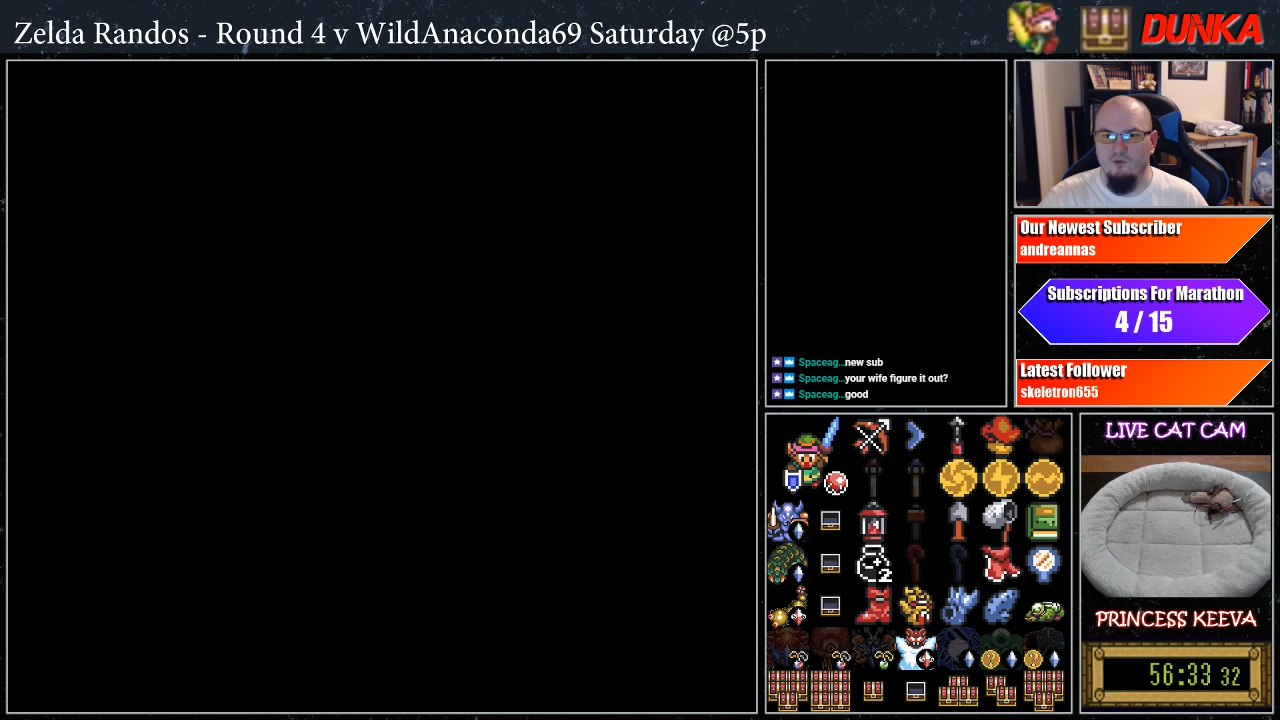 Zelda Randos - Round 4 v WildAnaconda69 Saturday @5p
DUNKA
Our Newest Subscriber
andreannas
Subscriptions For Marathon
4 / 15
Latest Follower
skeletron655
Spaceag…new sub
Spaceag…your wife figure it out?
Spaceag…good
2
LIVE CAT CAM
PRINCESS KEEVA
56:33 32